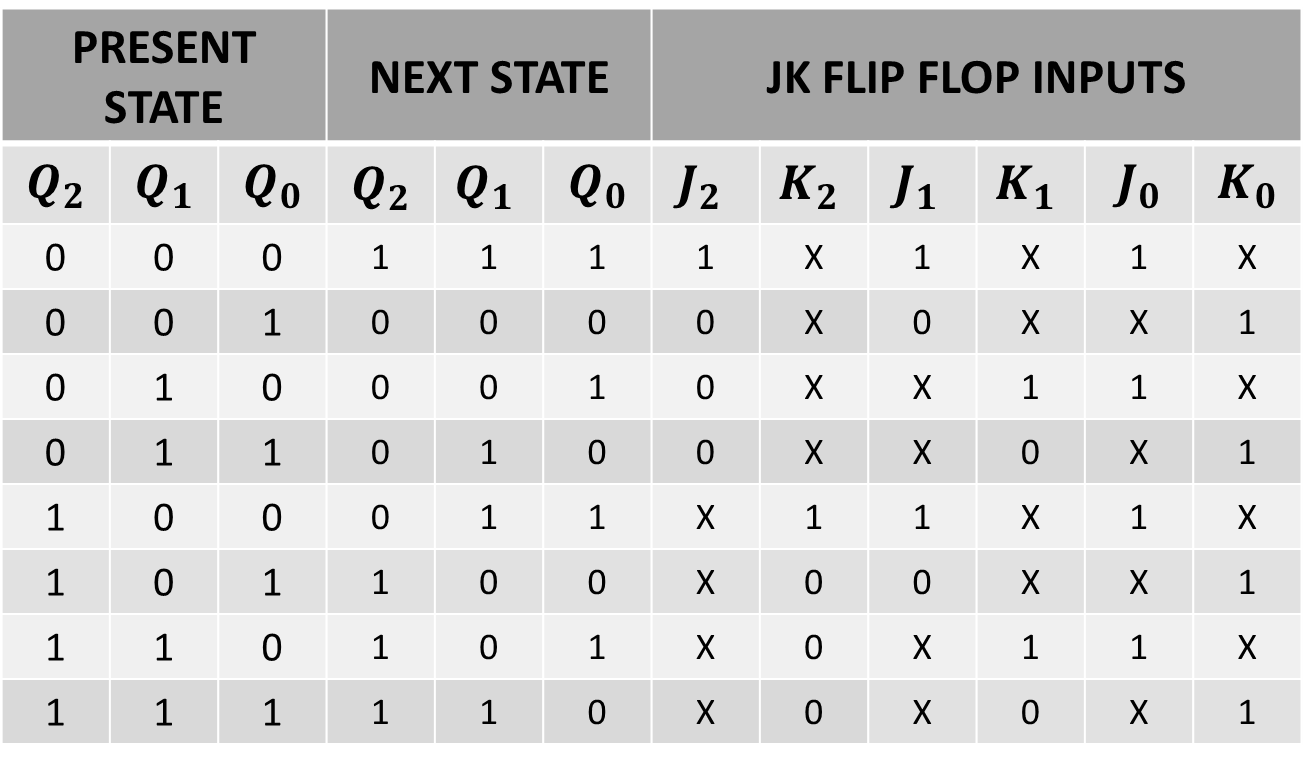 PRESENT STATE NEXT STATE JK FLIP FLOP INPUTS
Q₂ Q₁ Q₀ Q₂ Q₁ Q₀ J₂ K₂ J₁ K₁ J₀ K₀
0 0 0 1 1 1 1 X 1 X 1 X
0 0 1 0 0 0 0 X 0 X X 1
0 1 0 0 0 1 0 X X 1 1 X
0 1 1 0 1 0 0 X X 0 X 1
1 0 0 0 1 1 X 1 1 X 1 X
1 0 1 1 0 0 X 0 0 X X 1
1 1 0 1 0 1 X 0 X 1 1 X
1 1 1 1 1 0 X 0 X 0 X 1